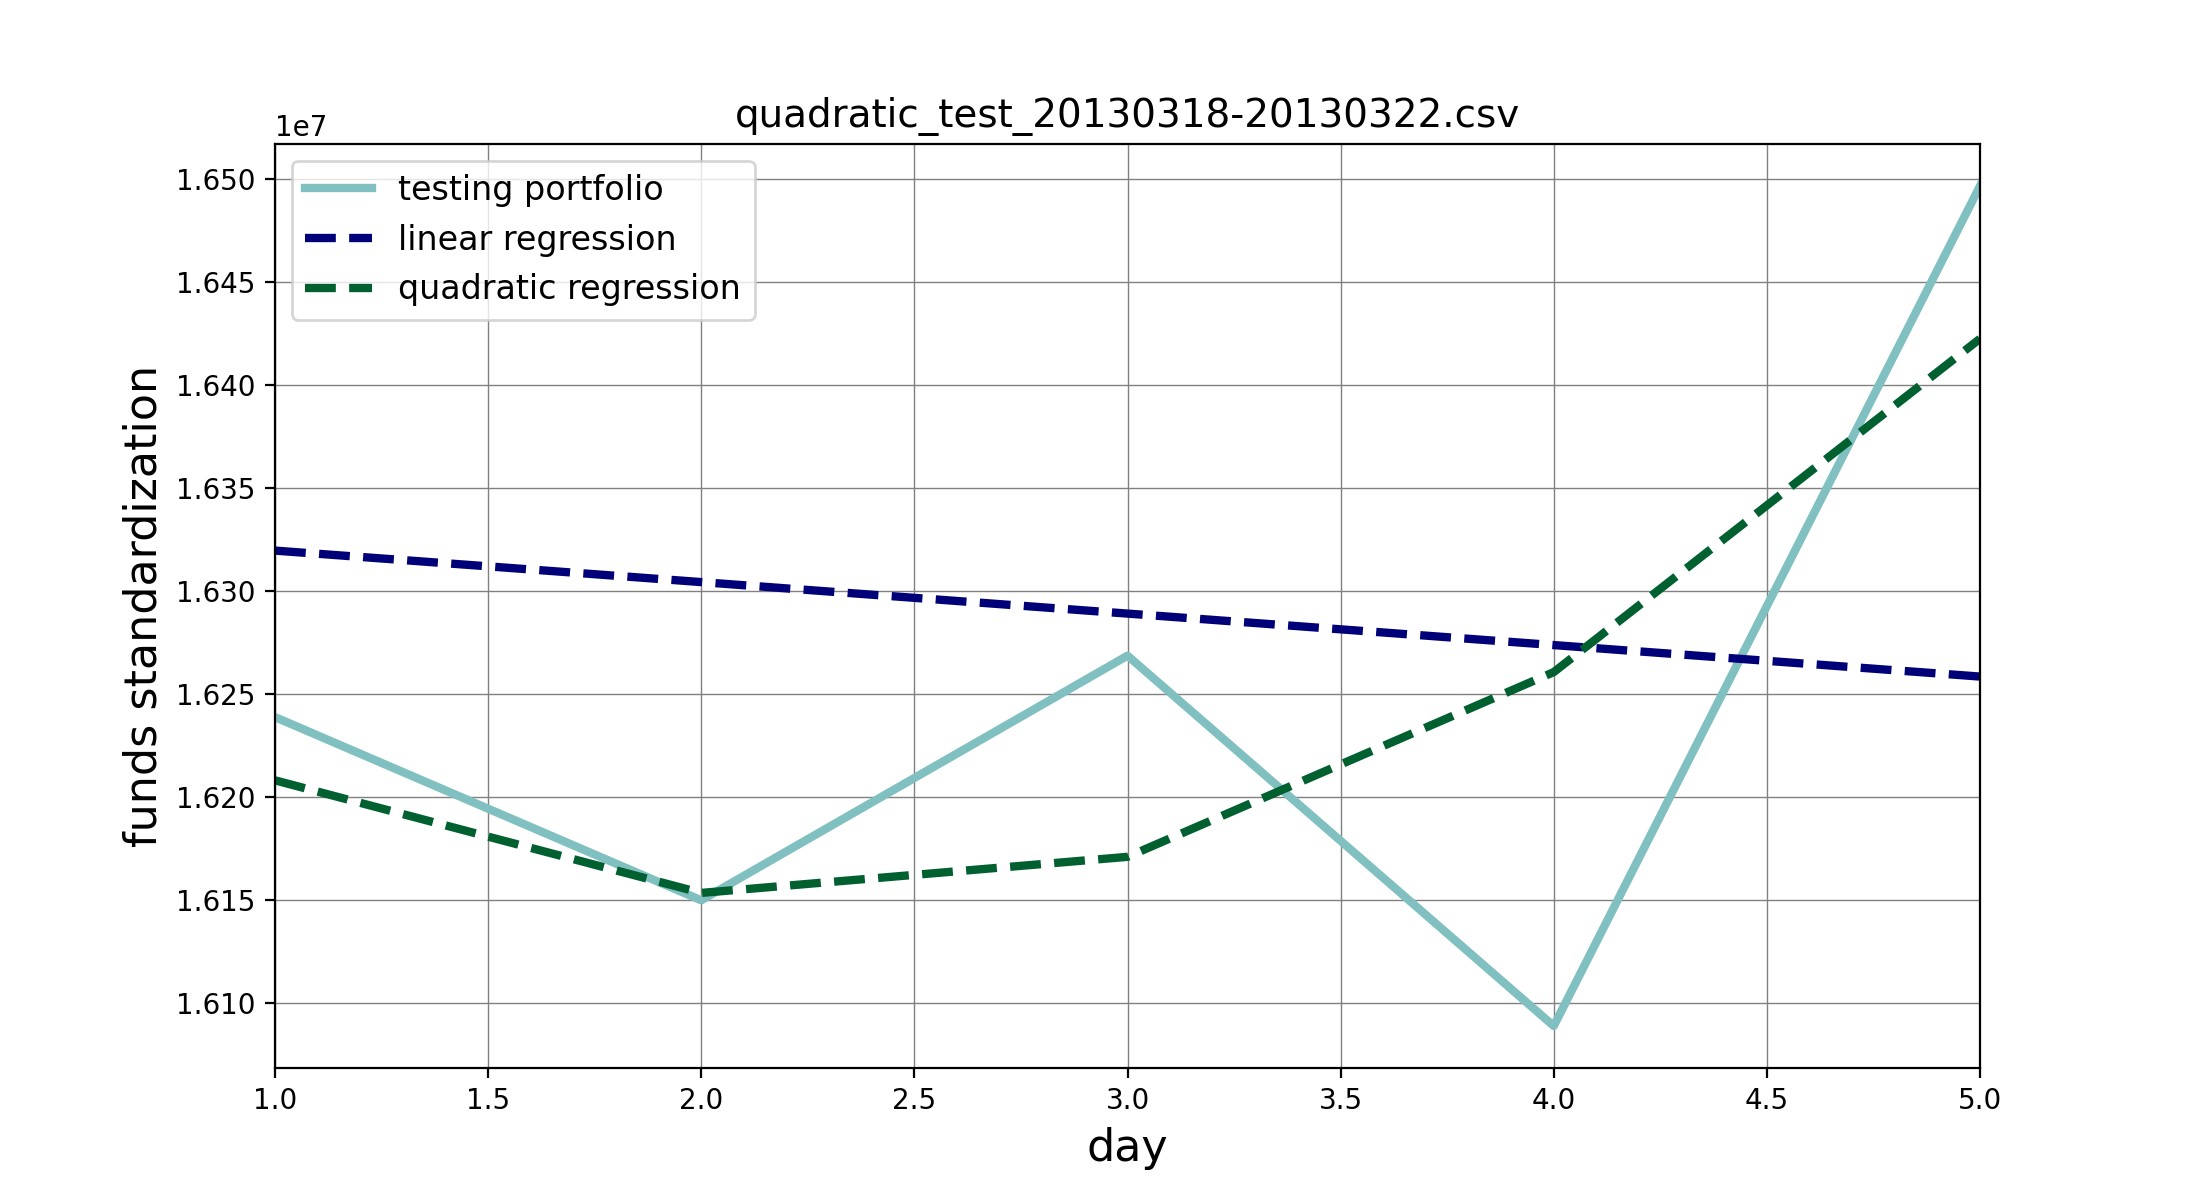 quadratic_test_20130318-20130322.csv
1e7
1.650
1.645
1.640
1.635
1.630
1.625
1.620
1.615
1.610
funds standardization
testing portfolio
linear regression
quadratic regression
1.0 1.5 2.0 2.5 3.0 3.5 4.0 4.5 5.0
day